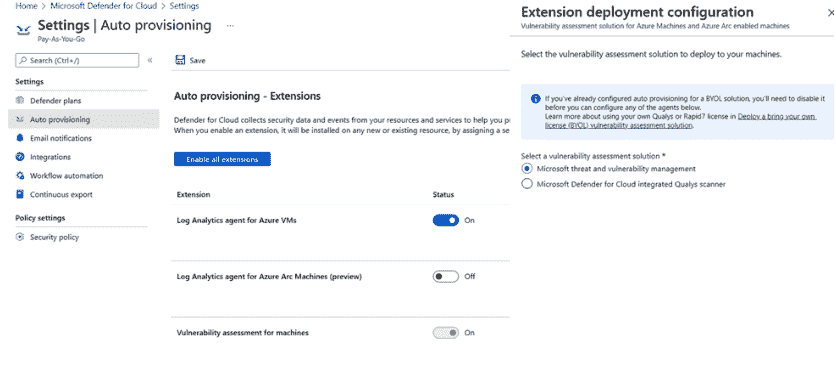 Home > Microsoft Defender for Cloud > Settings
Settings | Auto provisioning ...
Pay-As-You-Go
Search (Ctrl+/) «
Settings
Defender plans
Auto provisioning
Email notifications
Integrations
Workflow automation
Continuous export
Policy settings
Security policy
Save
Auto provisioning - Extensions
Defender for Cloud collects security data and events from your resources and services to help you p
When you enable an extension, it will be installed on any new or existing resource, by assigning a se
Enable all extensions
Extension Status
Log Analytics agent for Azure VMs On
Log Analytics agent for Azure Arc Machines (preview) Off
Vulnerability assessment for machines On
Extension deployment configuration
Vulnerability assessment solution for Azure Machines and Azure Arc enabled machines
Select the vulnerability assessment solution to deploy to your machines.
If you've already configured auto provisioning for a BYOL solution, you'll need to disable it
before you can configure any of the agents below.
Learn more about using your own Qualys or Rapid7 license in Deploy a bring your own
license (BYOL) vulnerability assessment solution.
Select a vulnerability assessment solution *
Microsoft threat and vulnerability management
Microsoft Defender for Cloud integrated Qualys scanner